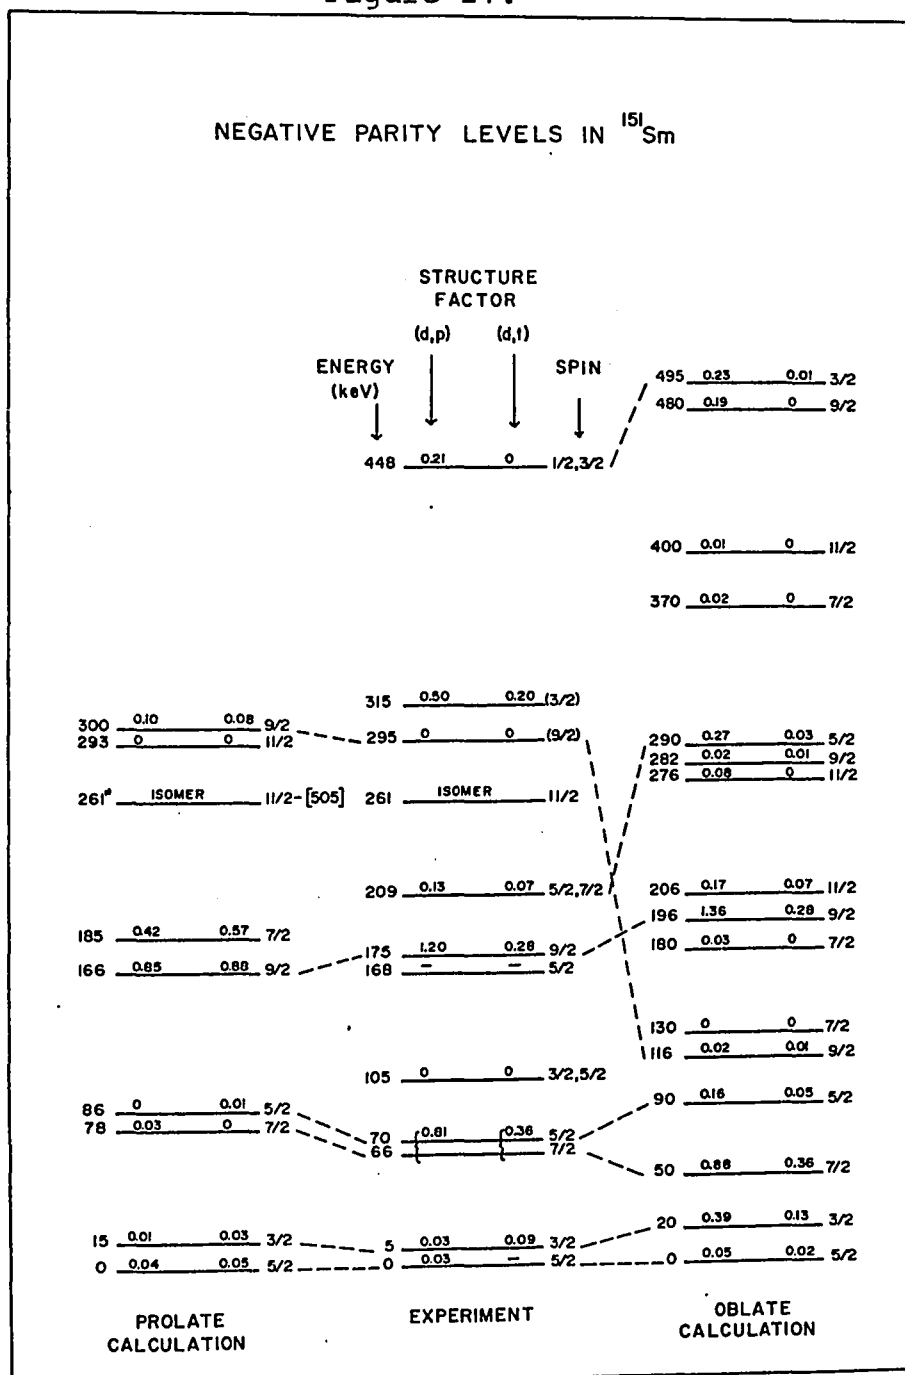 Figure 27.
NEGATIVE PARITY LEVELS IN 151Sm
STRUCTURE
FACTOR
(d,p) (d,t)
ENERGY
(keV)
SPIN
495 0.23 0.01 3/2
480 0.19 0 9/2
448 0.21 0 1/2,3/2
400 0.01 0 11/2
370 0.02 0 7/2
315 0.50 0.20 (3/2)
300 0.10 0.08 9/2
293 0 0 11/2
295 0 0 (9/2)
290 0.27 0.03 5/2
282 0.02 0.01 9/2
276 0.08 0 11/2
261* ISOMER 11/2-[505]
261 ISOMER 11/2
209 0.13 0.07 5/2,7/2
206 0.17 0.07 11/2
196 1.36 0.28 9/2
185 0.42 0.57 7/2
175 1.20 0.28 9/2
180 0.03 0 7/2
166 0.85 0.88 9/2
168 – – 5/2
130 0 0 7/2
116 0.02 0.01 9/2
105 0 0 3/2,5/2
86 0 0.01 5/2
78 0.03 0 7/2
90 0.16 0.05 5/2
70 0.81 0.36 5/2
66 7/2
50 0.88 0.36 7/2
20 0.39 0.13 3/2
15 0.01 0.03 3/2
5 0.03 0.09 3/2
0 0.04 0.05 5/2
0 0.03 – 5/2
0 0.05 0.02 5/2
PROLATE
CALCULATION
EXPERIMENT
OBLATE
CALCULATION